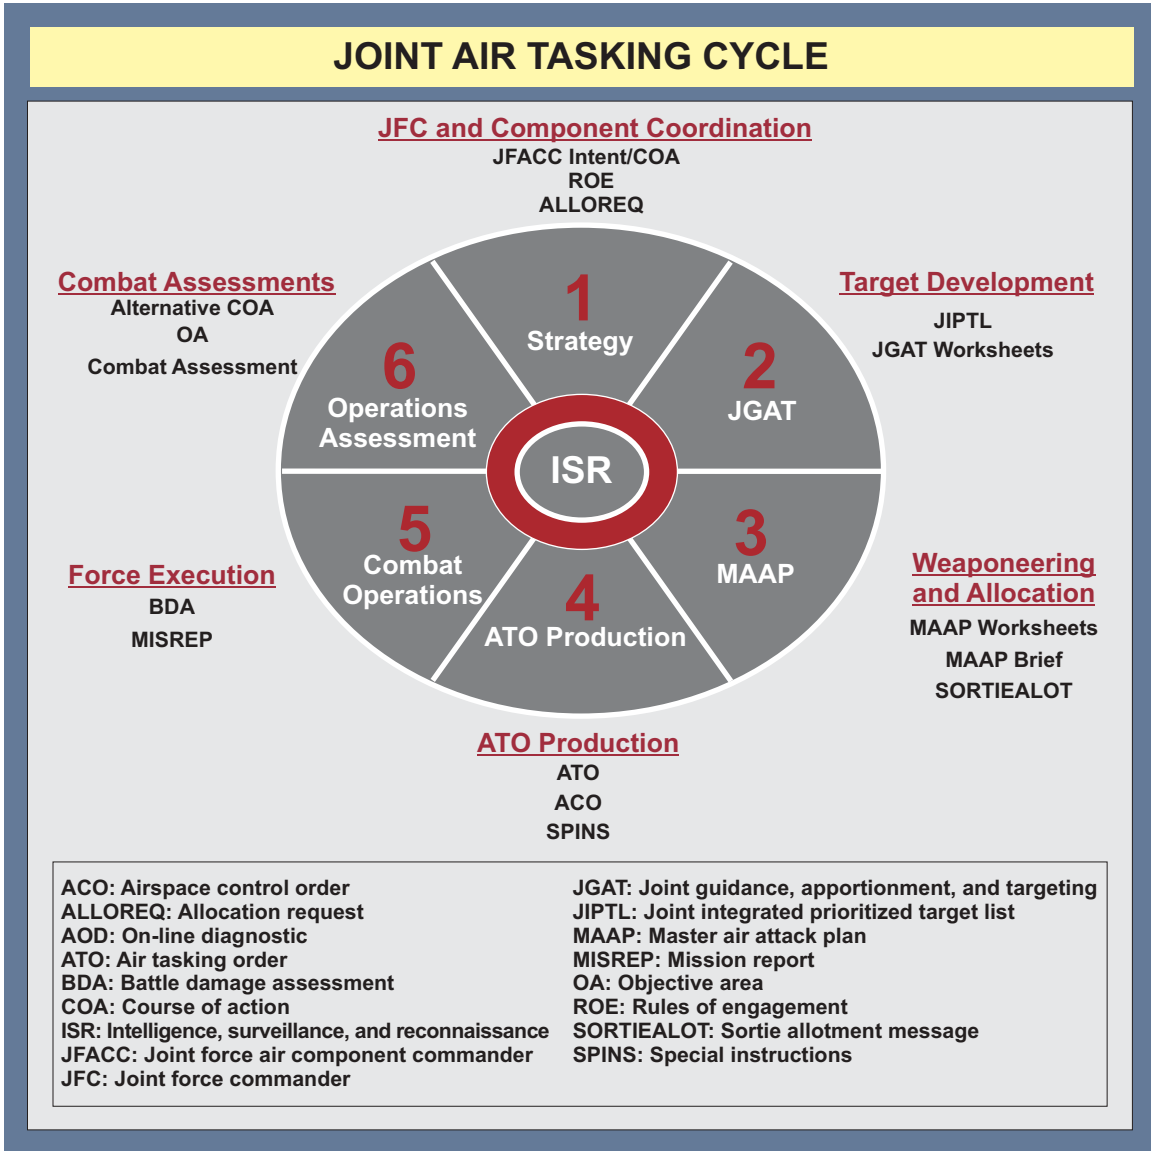 JOINT AIR TASKING CYCLE
JFC and Component Coordination
JFACC Intent/COA
ROE
ALLOREQ
Combat Assessments
Alternative COA
OA
Combat Assessment
Target Development
JIPTL
JGAT Worksheets
1
Strategy
2
JGAT
3
MAAP
4
ATO Production
5
Combat
Operations
6
Operations
Assessment
ISR
Force Execution
BDA
MISREP
Weaponeering
and Allocation
MAAP Worksheets
MAAP Brief
SORTIEALOT
ATO Production
ATO
ACO
SPINS
ACO: Airspace control order
ALLOREQ: Allocation request
AOD: On-line diagnostic
ATO: Air tasking order
BDA: Battle damage assessment
COA: Course of action
ISR: Intelligence, surveillance, and reconnaissance
JFACC: Joint force air component commander
JFC: Joint force commander
JGAT: Joint guidance, apportionment, and targeting
JIPTL: Joint integrated prioritized target list
MAAP: Master air attack plan
MISREP: Mission report
OA: Objective area
ROE: Rules of engagement
SORTIEALOT: Sortie allotment message
SPINS: Special instructions